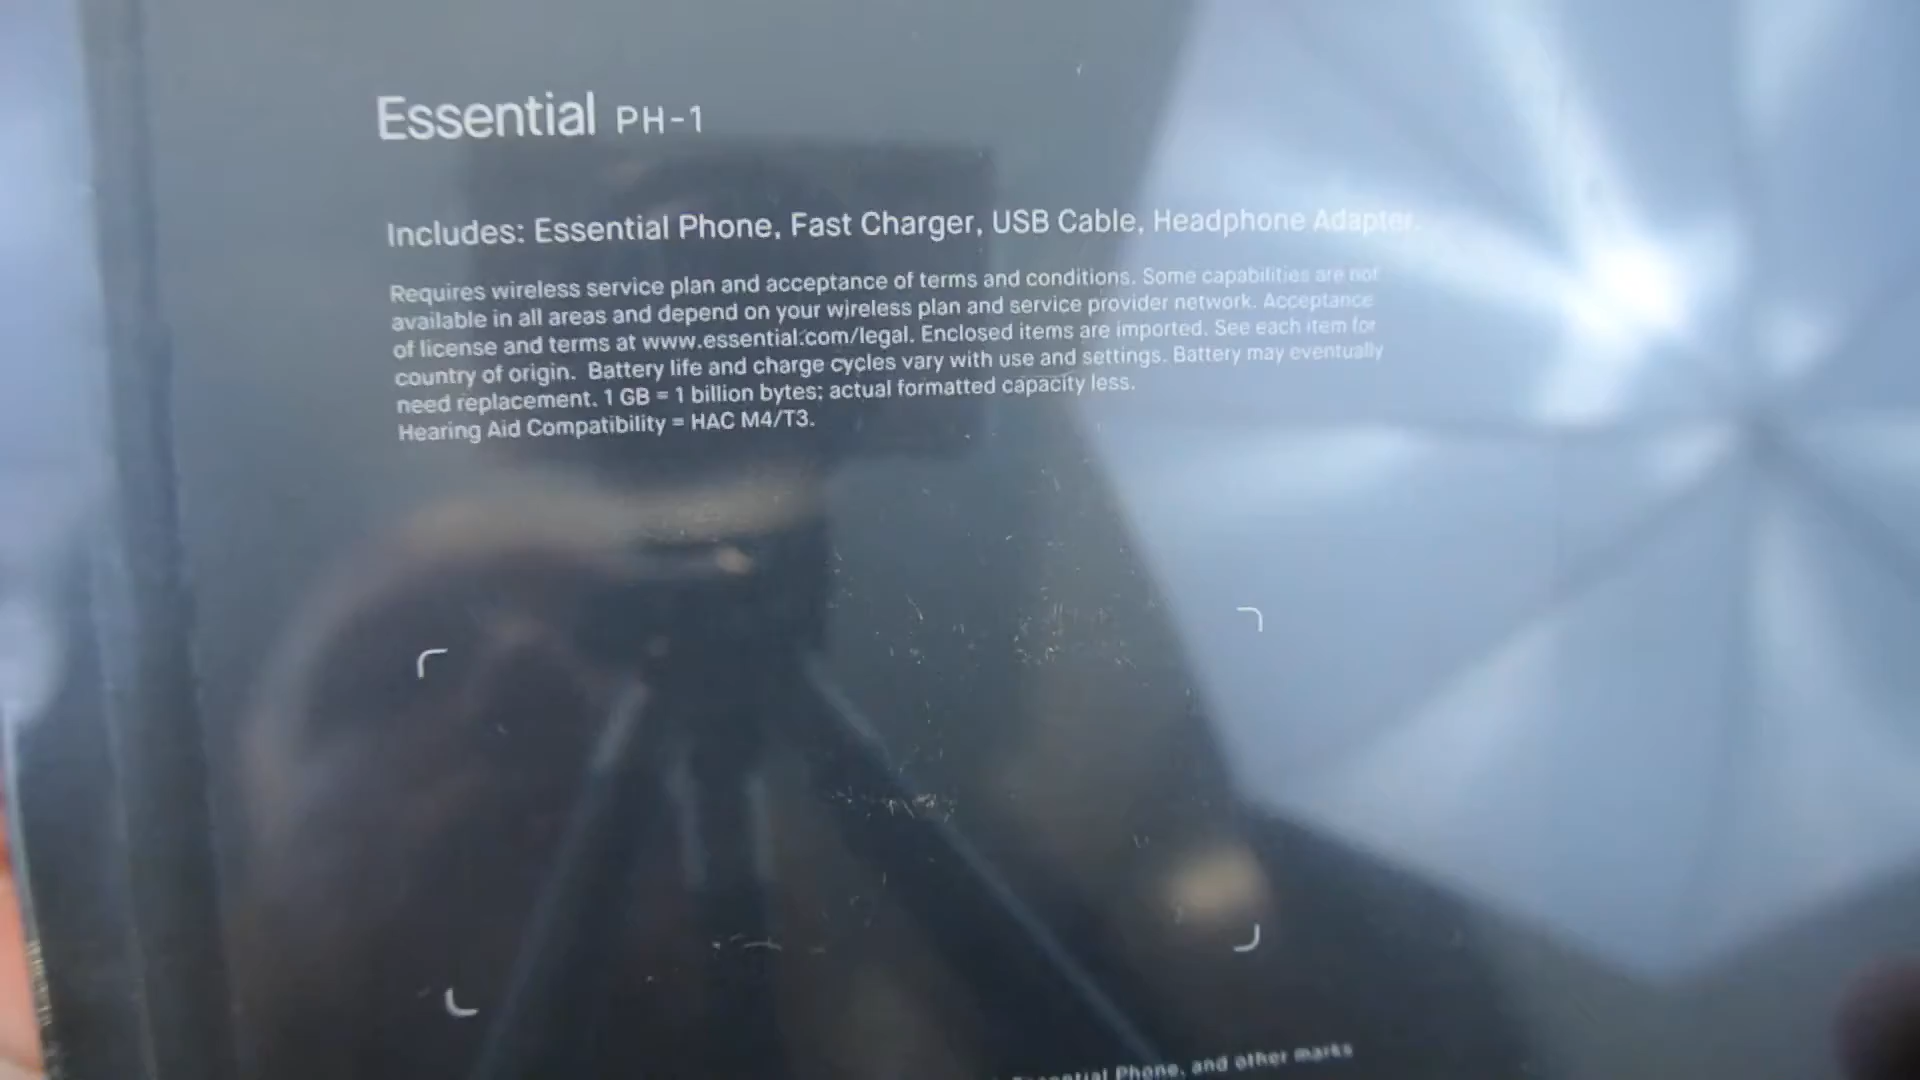 Essential PH-1
Includes: Essential Phone, Fast Charger, USB Cable, Headphone Adapter.
Requires wireless service plan and acceptance of terms and conditions. Some capabilities are not
available in all areas and depend on your wireless plan and service provider network. Acceptance
of license and terms at www.essential.com/legal. Enclosed items are imported. See each item for
country of origin. Battery life and charge cycles vary with use and settings. Battery may eventually
need replacement. 1 GB = 1 billion bytes; actual formatted capacity less.
Hearing Aid Compatibility = HAC M4/T3.
Essential Phone, and other marks